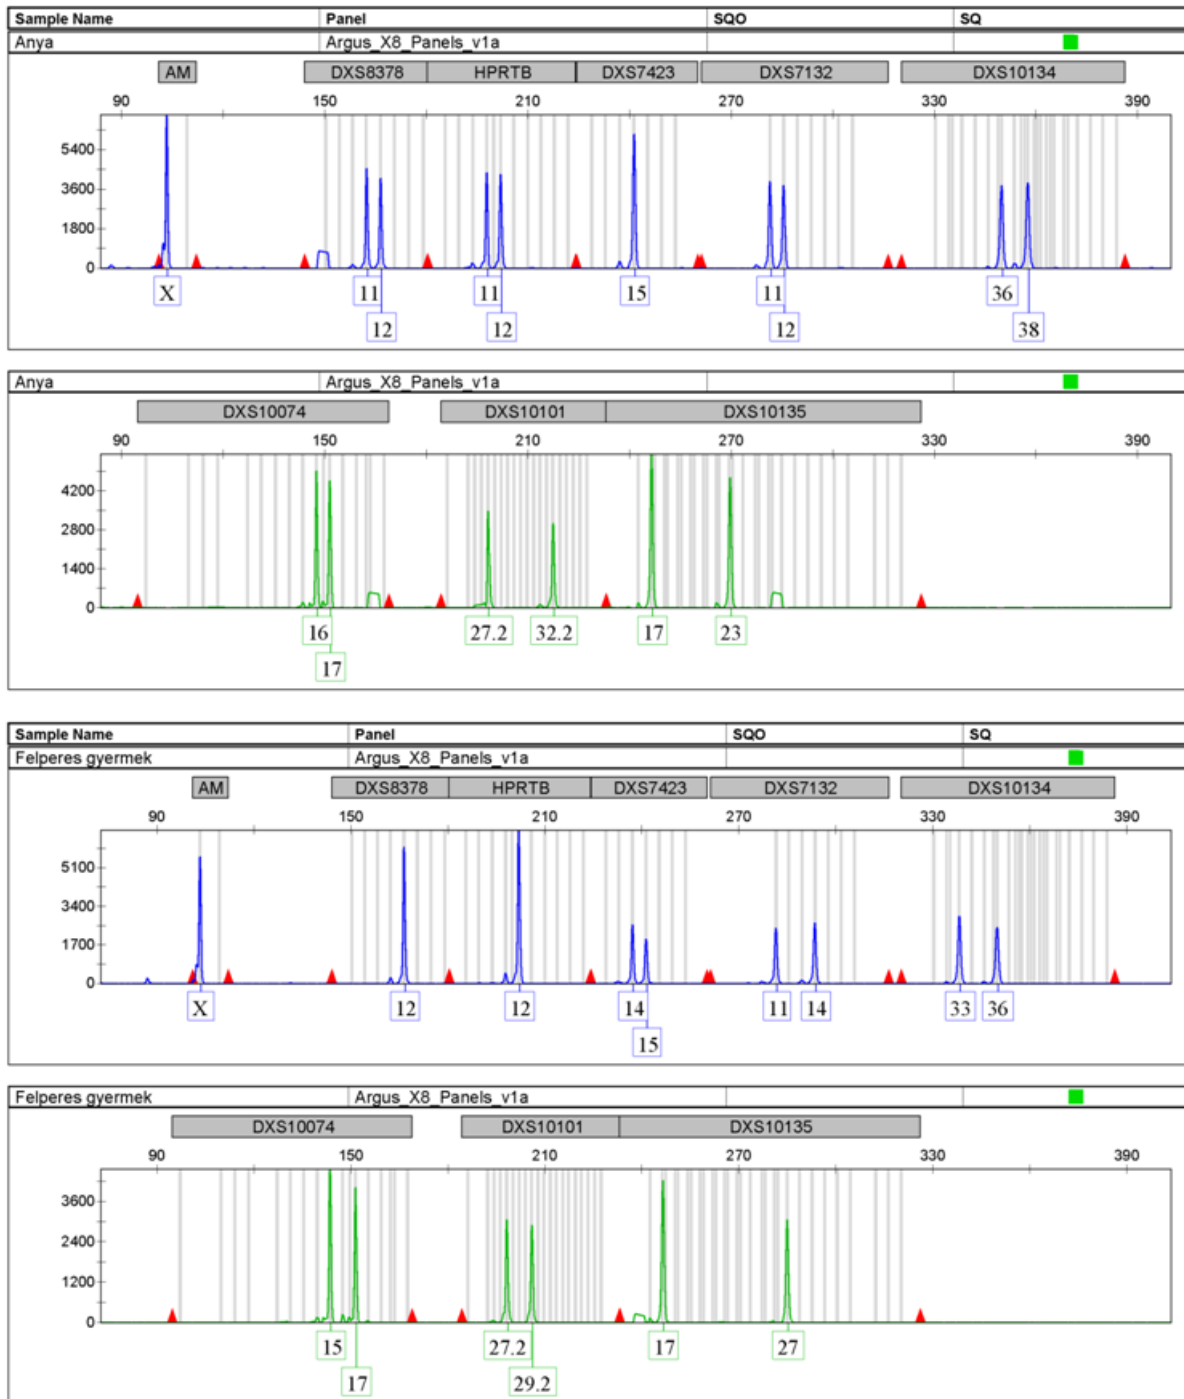 Sample Name Panel SQO SQ
Anya Argus_X8_Panels_v1a
AM DXS8378 HPRTB DXS7423 DXS7132 DXS10134
90 150 210 270 330 390
5400
3600
1800
0
X 11 11 15 11 36
12 12 12 38
Anya Argus_X8_Panels_v1a
DXS10074 DXS10101 DXS10135
90 150 210 270 330 390
4200
2800
1400
0
16 27.2 32.2 17 23
17
Sample Name Panel SQO SQ
Felperes gyermek Argus_X8_Panels_v1a
AM DXS8378 HPRTB DXS7423 DXS7132 DXS10134
90 150 210 270 330 390
5100
3400
1700
0
X 12 12 14 11 14 33 36
15
Felperes gyermek Argus_X8_Panels_v1a
DXS10074 DXS10101 DXS10135
90 150 210 270 330 390
3600
2400
1200
0
15 27.2 17 27
17 29.2